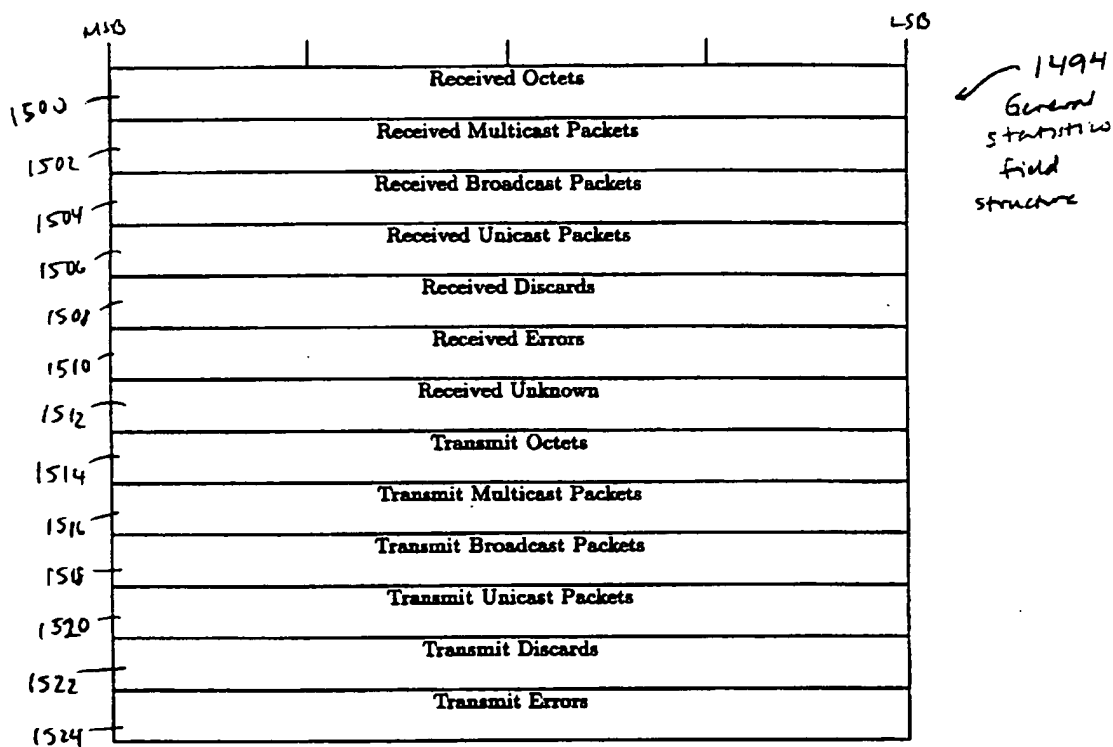 MSB
LSB
Received Octets
1494
General
statistics
field
structure
1500
Received Multicast Packets
1502
Received Broadcast Packets
1504
Received Unicast Packets
1506
Received Discards
1508
Received Errors
1510
Received Unknown
1512
Transmit Octets
1514
Transmit Multicast Packets
1516
Transmit Broadcast Packets
1518
Transmit Unicast Packets
1520
Transmit Discards
1522
Transmit Errors
1524